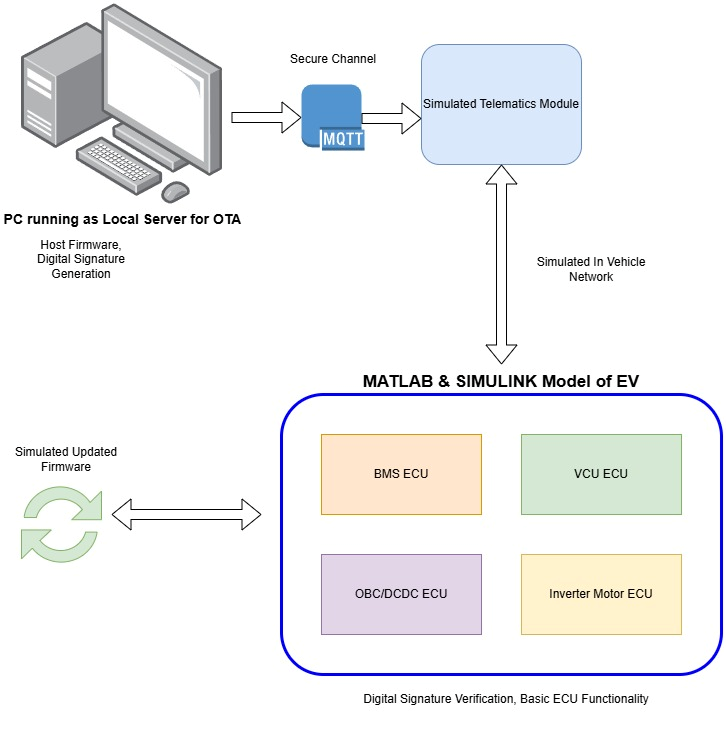 Secure Channel
MQTT
Simulated Telematics Module
PC running as Local Server for OTA
Host Firmware,
Digital Signature
Generation
Simulated In Vehicle
Network
MATLAB & SIMULINK Model of EV
Simulated Updated
Firmware
BMS ECU
VCU ECU
OBC/DCDC ECU
Inverter Motor ECU
Digital Signature Verification, Basic ECU Functionality